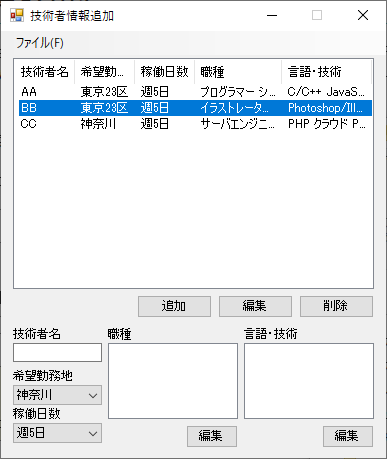 技術者情報追加
ファイル(F)
技術者名 希望勤... 稼働日数 職種 言語・技術
AA 東京23区 週5日 プログラマー シ... C/C++ JavaS...
BB 東京23区 週5日 イラストレータ... Photoshop/Ill...
CC 神奈川 週5日 サーバエンジニ... PHP クラウド P...
追加 編集 削除
技術者名 職種 言語・技術
希望勤務地
神奈川
稼働日数
週5日
編集 編集